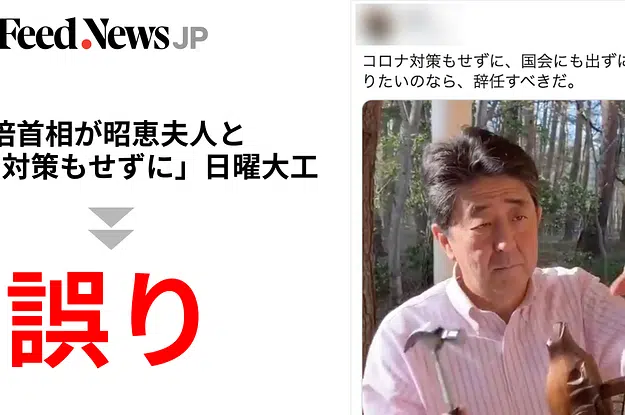 Feed.News JP
倍首相が昭恵夫人と
対策もせずに」日曜大工
誤り
コロナ対策もせずに、国会にも出ずに
りたいのなら、辞任すべきだ。